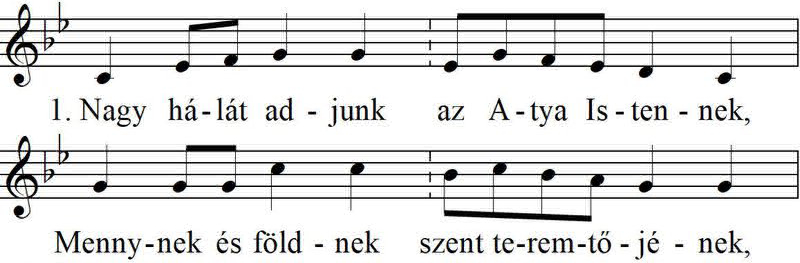 1. Nagy há-lát ad - junk az A-tya Is-ten - nek,
Meny-nek és föld - nek szent te-rem-tő-jé - nek,